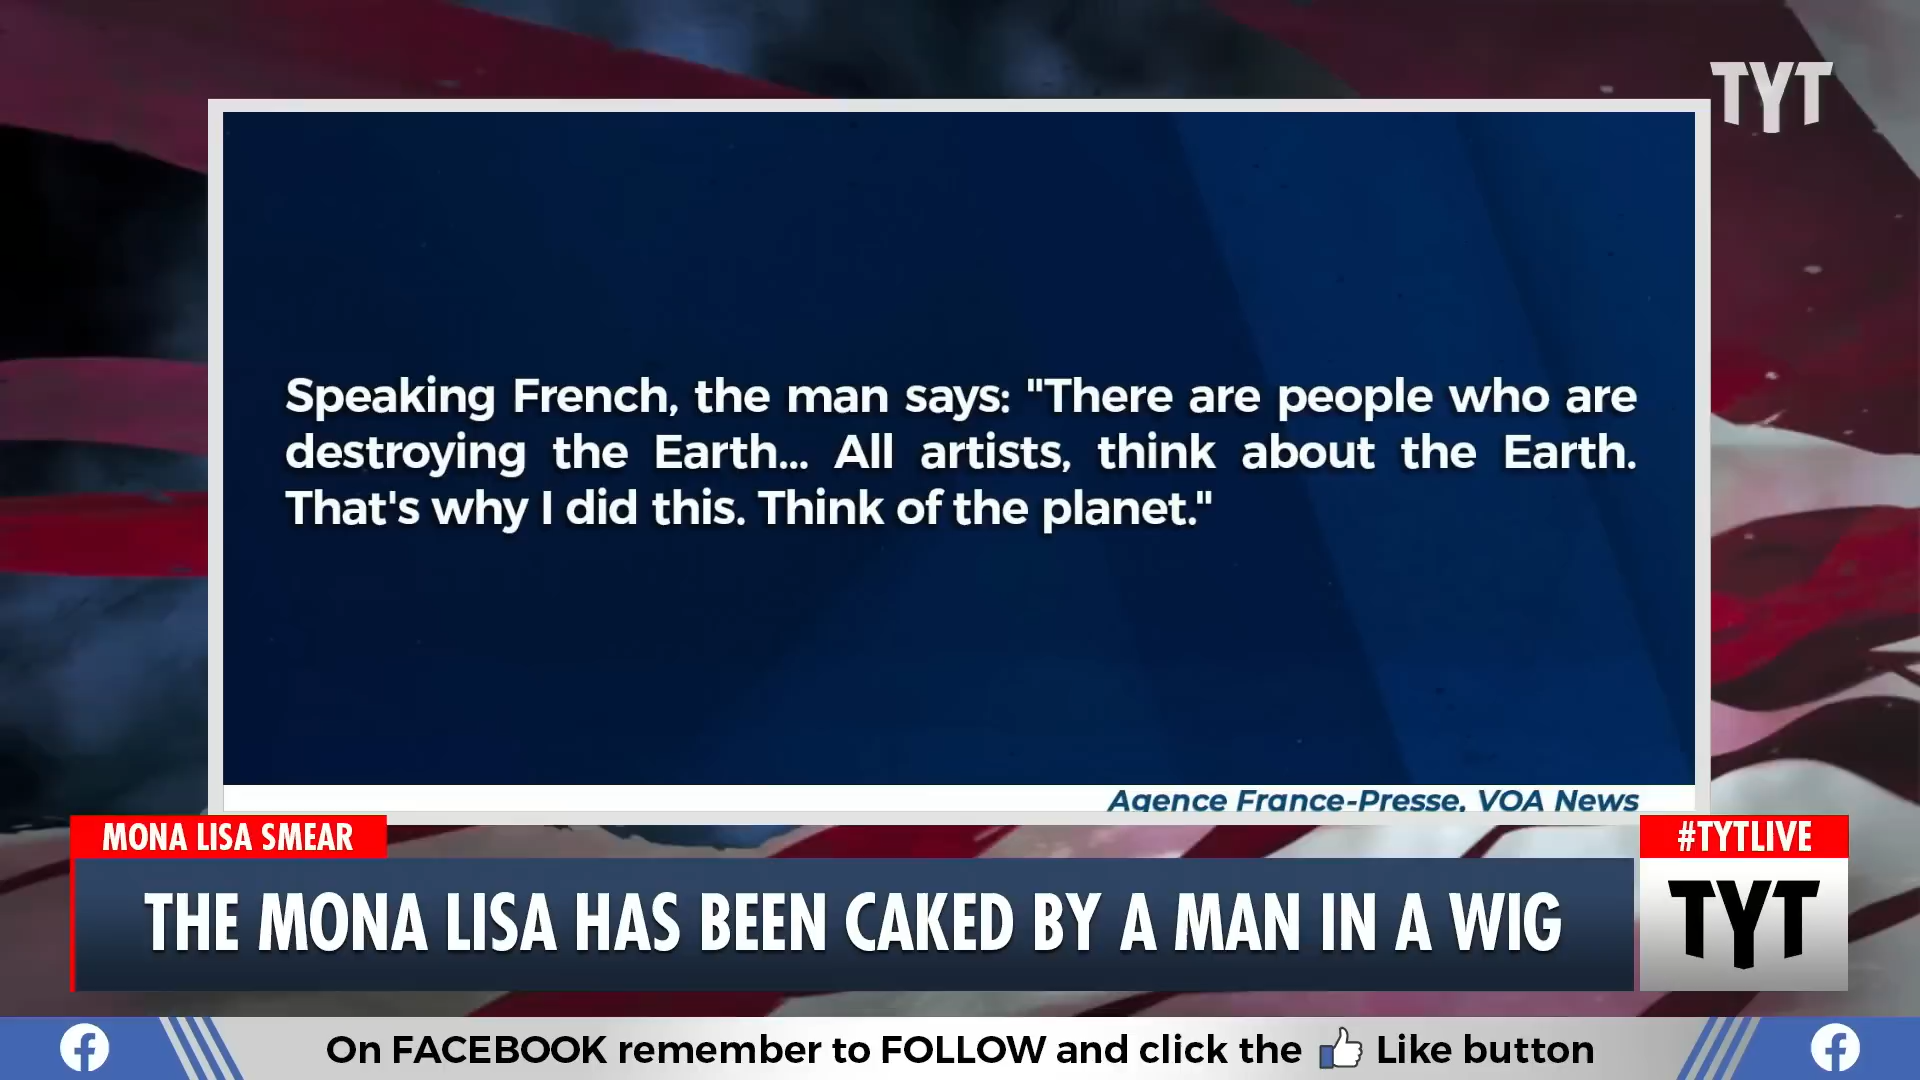 TYT
Speaking French, the man says: "There are people who are
destroying the Earth... All artists, think about the Earth.
That's why I did this. Think of the planet."
Agence France-Presse, VOA News
MONA LISA SMEAR
#TYTLIVE
THE MONA LISA HAS BEEN CAKED BY A MAN IN A WIG
TYT
On FACEBOOK remember to FOLLOW and click the Like button